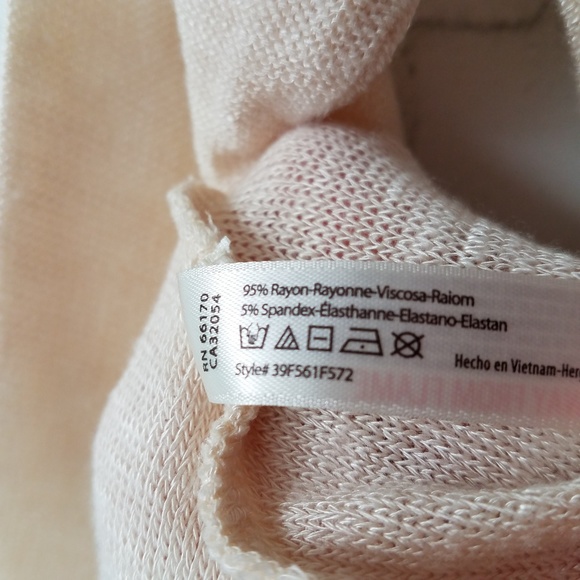 95% Rayon-Rayonne-Viscosa-Raiom
5% Spandex-Élasthanne-Elastano-Elastan
Style# 39F561F572
Hecho en Vietnam-
RN 66170
CA32054